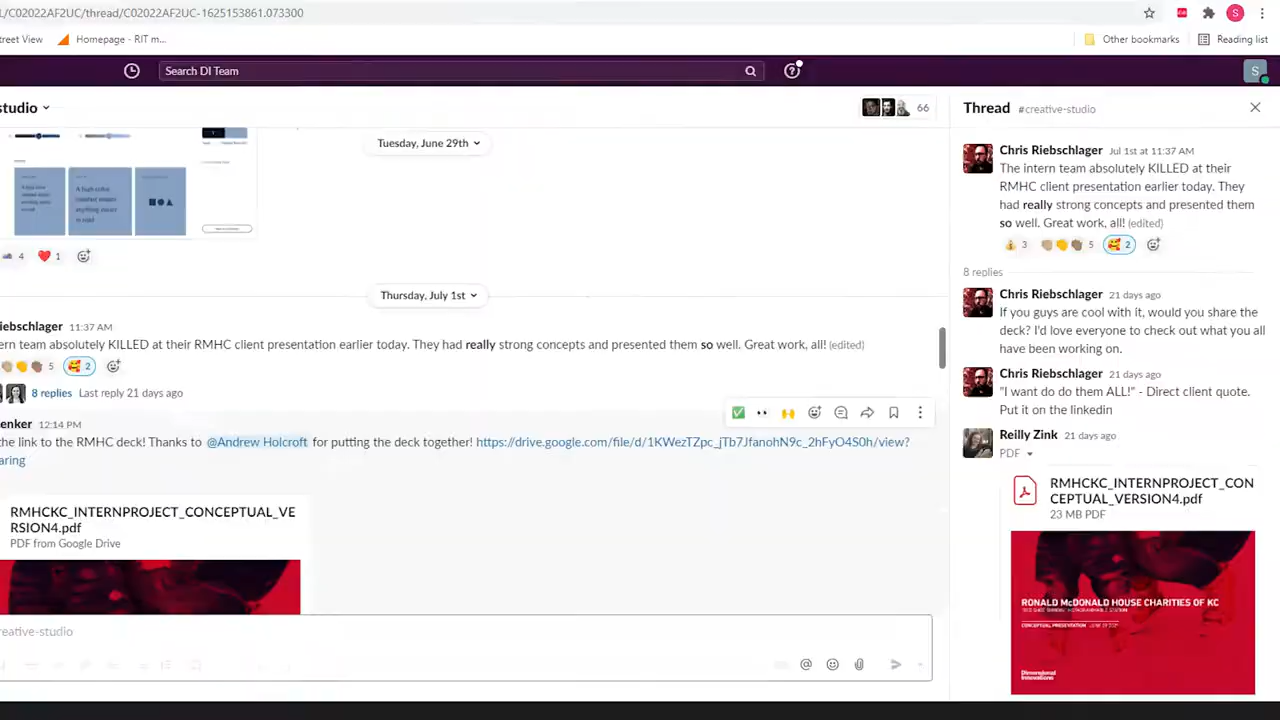 L/C02022AF2UC/thread/C02022AF2UC-1625153861.073300
treet View
Homepage - RIT m...
Other bookmarks
Reading list
Search DI Team
S
studio
66
Tuesday, June 29th
4
1
Thursday, July 1st
iebschlager 11:37 AM
ern team absolutely KILLED at their RMHC client presentation earlier today. They had really strong concepts and presented them so well. Great work, all! (edited)
5
2
8 replies Last reply 21 days ago
enker 12:14 PM
the link to the RMHC deck! Thanks to @Andrew Holcroft for putting the deck together! https://drive.google.com/file/d/1KWezTZpc_jTb7JfanohN9c_2hFyO4S0h/view?
aring
RMHCKC_INTERNPROJECT_CONCEPTUAL_VE
RSION4.pdf
PDF from Google Drive
reative-studio
Thread #creative-studio
Chris Riebschlager Jul 1st at 11:37 AM
The intern team absolutely KILLED at their
RMHC client presentation earlier today. They
had really strong concepts and presented them
so well. Great work, all! (edited)
3
5
2
8 replies
Chris Riebschlager 21 days ago
If you guys are cool with it, would you share the
deck? I'd love everyone to check out what you all
have been working on.
Chris Riebschlager 21 days ago
"I want do do them ALL!" - Direct client quote.
Put it on the linkedin
Reilly Zink 21 days ago
PDF
RMHCKC_INTERNPROJECT_CON
CEPTUAL_VERSION4.pdf
23 MB PDF
RONALD McDONALD HOUSE CHARITIES OF KC
CONCEPTUAL PRESENTATION
Dimensional
Innovations